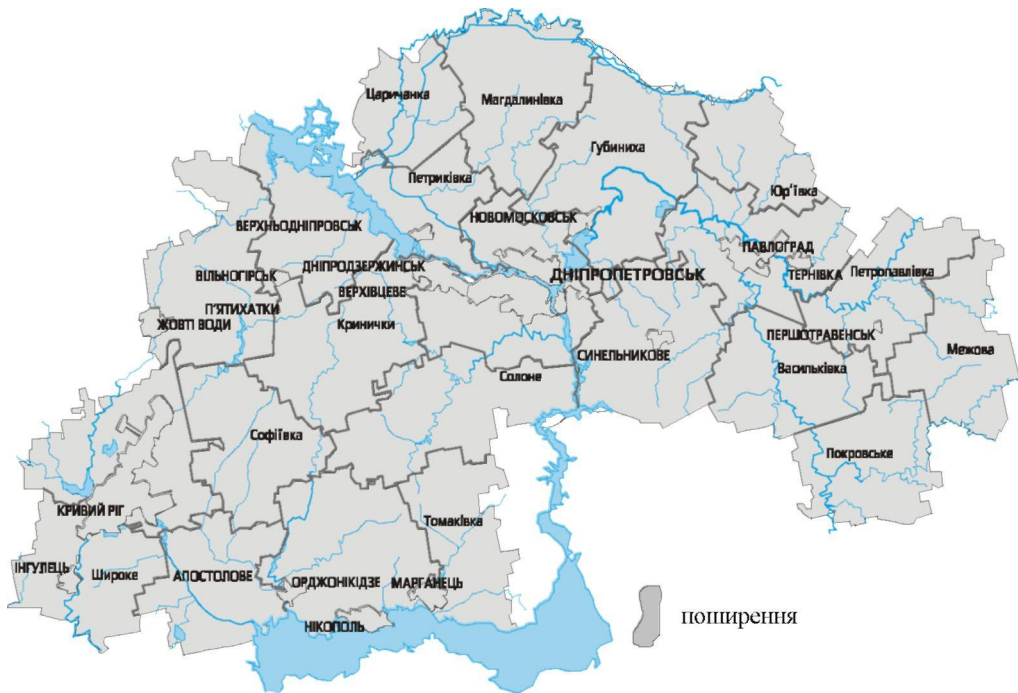 Царичанка
Магдалинівка
Губиниха
Петриківка
Юр'ївка
НОВОМОСКОВСЬК
ВЕРХНЬОДНІПРОВСЬК
ПАВЛОГРАД
ДНІПРОДЗЕРЖИНСЬК
ВІЛЬНОГІРСЬК
ДНІПРОПЕТРОВСЬК
ТЕРНІВКА
Петропавлівка
ВЕРХІВЦЕВЕ
П'ЯТИХАТКИ
ЖОВТІ ВОДИ
Кринички
ПЕРШОТРАВЕНСЬК
Межова
СИНЕЛЬНИКОВЕ
Васильківка
Солоне
Софіївка
Покровське
КРИВИЙ РІГ
Томаківка
ІНГУЛЕЦЬ
Широке
АПОСТОЛОВЕ
ОРДЖОНІКІДЗЕ
МАРГАНЕЦЬ
НІКОПОЛЬ
поширення